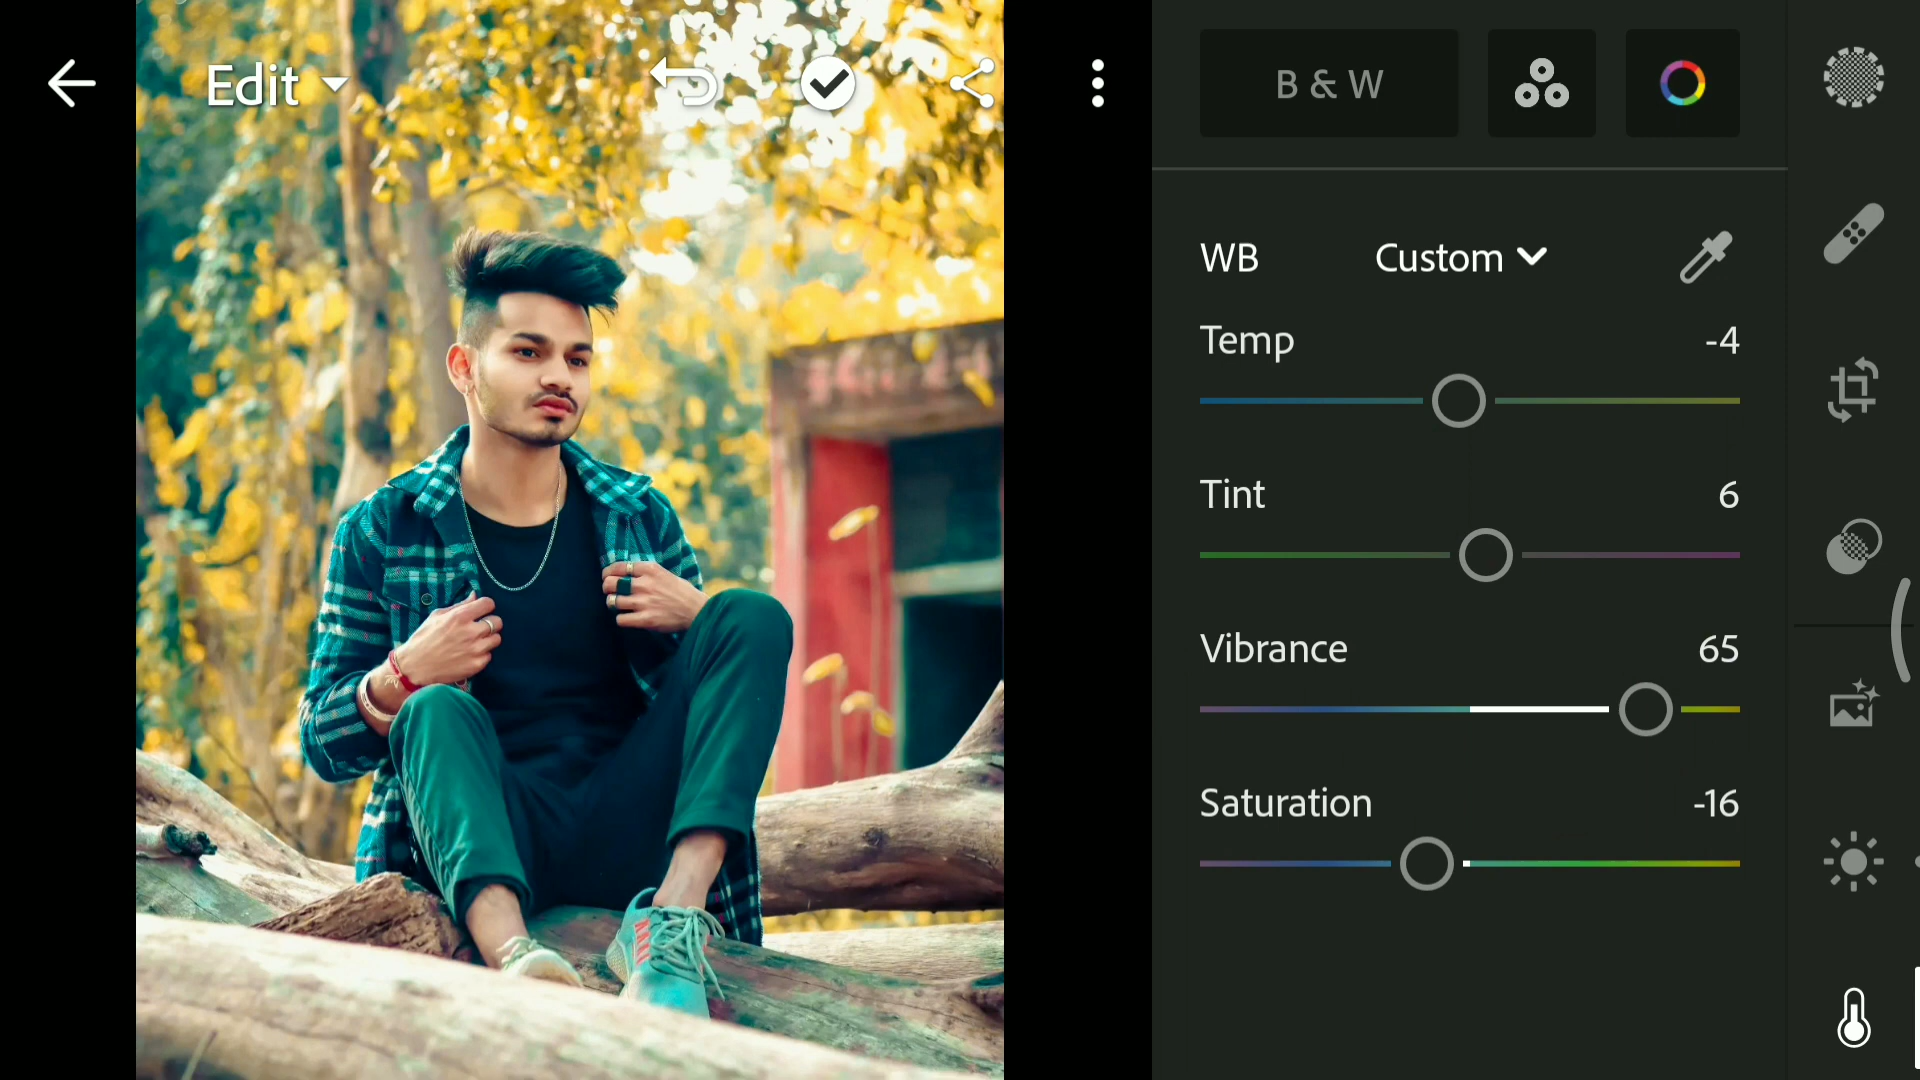 Edit
B & W
WB Custom
Temp -4
Tint 6
Vibrance 65
Saturation -16